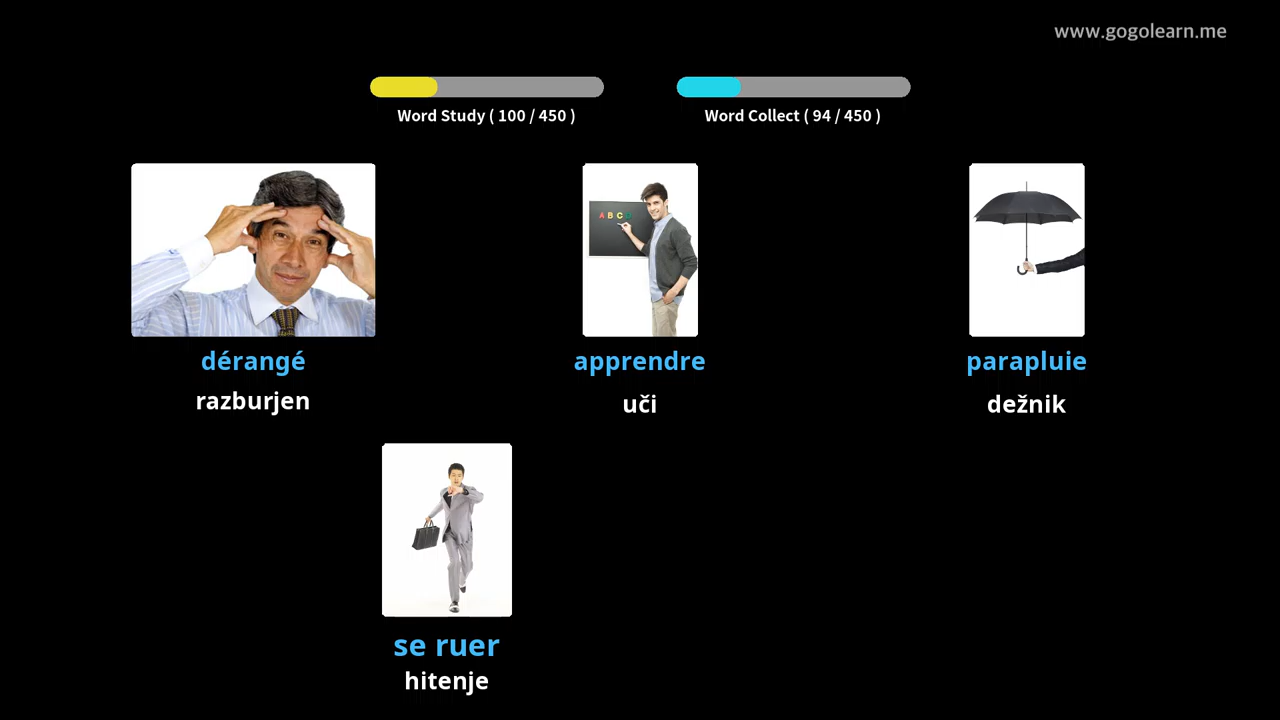 www.gogolearn.me
Word Study ( 100 / 450 )
Word Collect ( 94 / 450 )
A B C D
dérangé
razburjen
apprendre
uči
parapluie
dežnik
se ruer
hitenje